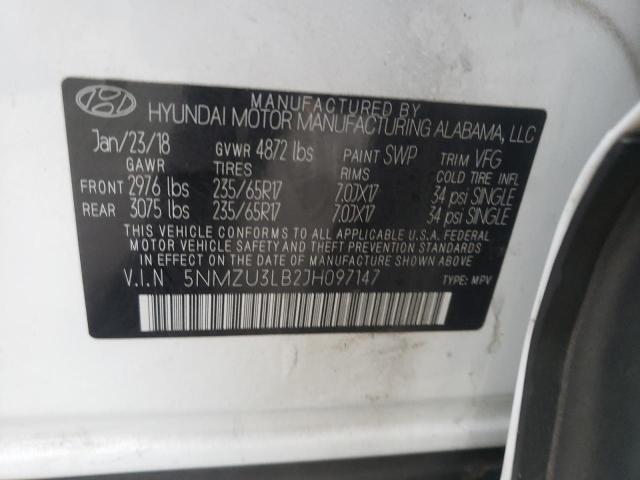 MANUFACTURED BY
HYUNDAI MOTOR MANUFACTURING ALABAMA, LLC
Jan/23/18 GVWR 4872 lbs PAINT SWP TRIM VFG
GAWR TIRES RIMS COLD TIRE INFL
FRONT 2976 lbs 235/65R17 7.0JX17 34 psi SINGLE
REAR 3075 lbs 235/65R17 7.0JX17 34 psi SINGLE
THIS VEHICLE CONFORMS TO ALL APPLICABLE U.S.A. FEDERAL
MOTOR VEHICLE SAFETY BUMPER, AND THEFT PREVENTION STANDARDS
IN EFFECT ON THE DATE OF MANUFACTURE SHOWN ABOVE.
V.I.N 5NMZU3LB2JH097147 TYPE: MPV